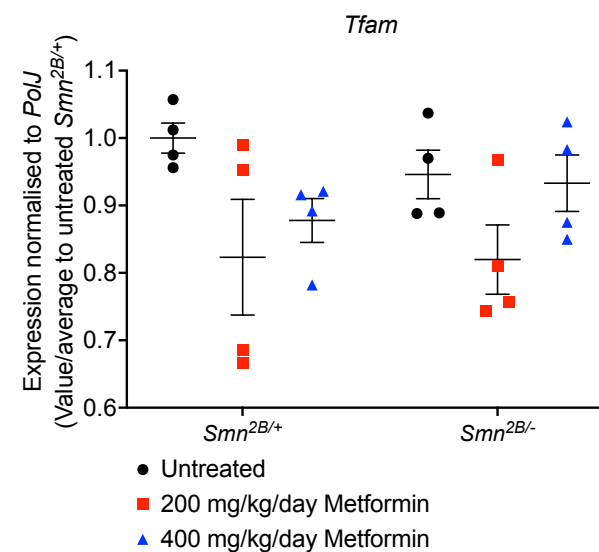 Tfam
Expression normalised to PolJ
(Value/average to untreated Smn2B/+)
1.1
1.0
0.9
0.8
0.7
0.6
Smn2B/+
Smn2B/-
Untreated
200 mg/kg/day Metformin
400 mg/kg/day Metformin